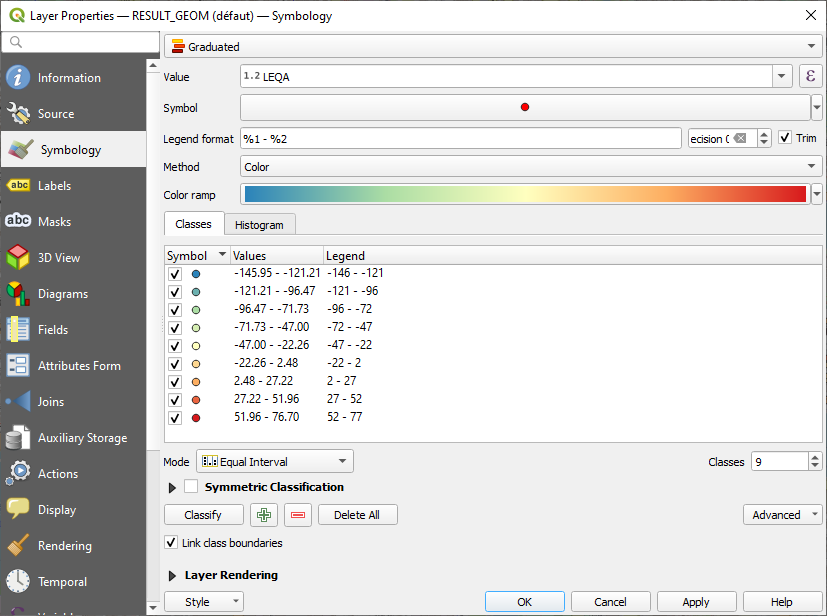 Layer Properties — RESULT_GEOM (défaut) — Symbology
Graduated
Information
Value
1.2 LEQA
ε
Source
Symbol
Symbology
Legend format
%1 - %2
ecision (
Trim
Method
Color
abc Labels
Color ramp
abc Masks
Classes
Histogram
3D View
Symbol Values Legend
-145.95 - -121.21 -146 - -121
Diagrams
-121.21 - -96.47 -121 - -96
-96.47 - -71.73 -96 - -72
Fields
-71.73 - -47.00 -72 - -47
-47.00 - -22.26 -47 - -22
Attributes Form
-22.26 - 2.48 -22 - 2
2.48 - 27.22 2 - 27
Joins
27.22 - 51.96 27 - 52
51.96 - 76.70 52 - 77
Auxiliary Storage
Mode
Equal Interval
Classes
9
Actions
Symmetric Classification
Display
Classify
Delete All
Advanced
Rendering
Link class boundaries
Temporal
Layer Rendering
Style
OK
Cancel
Apply
Help